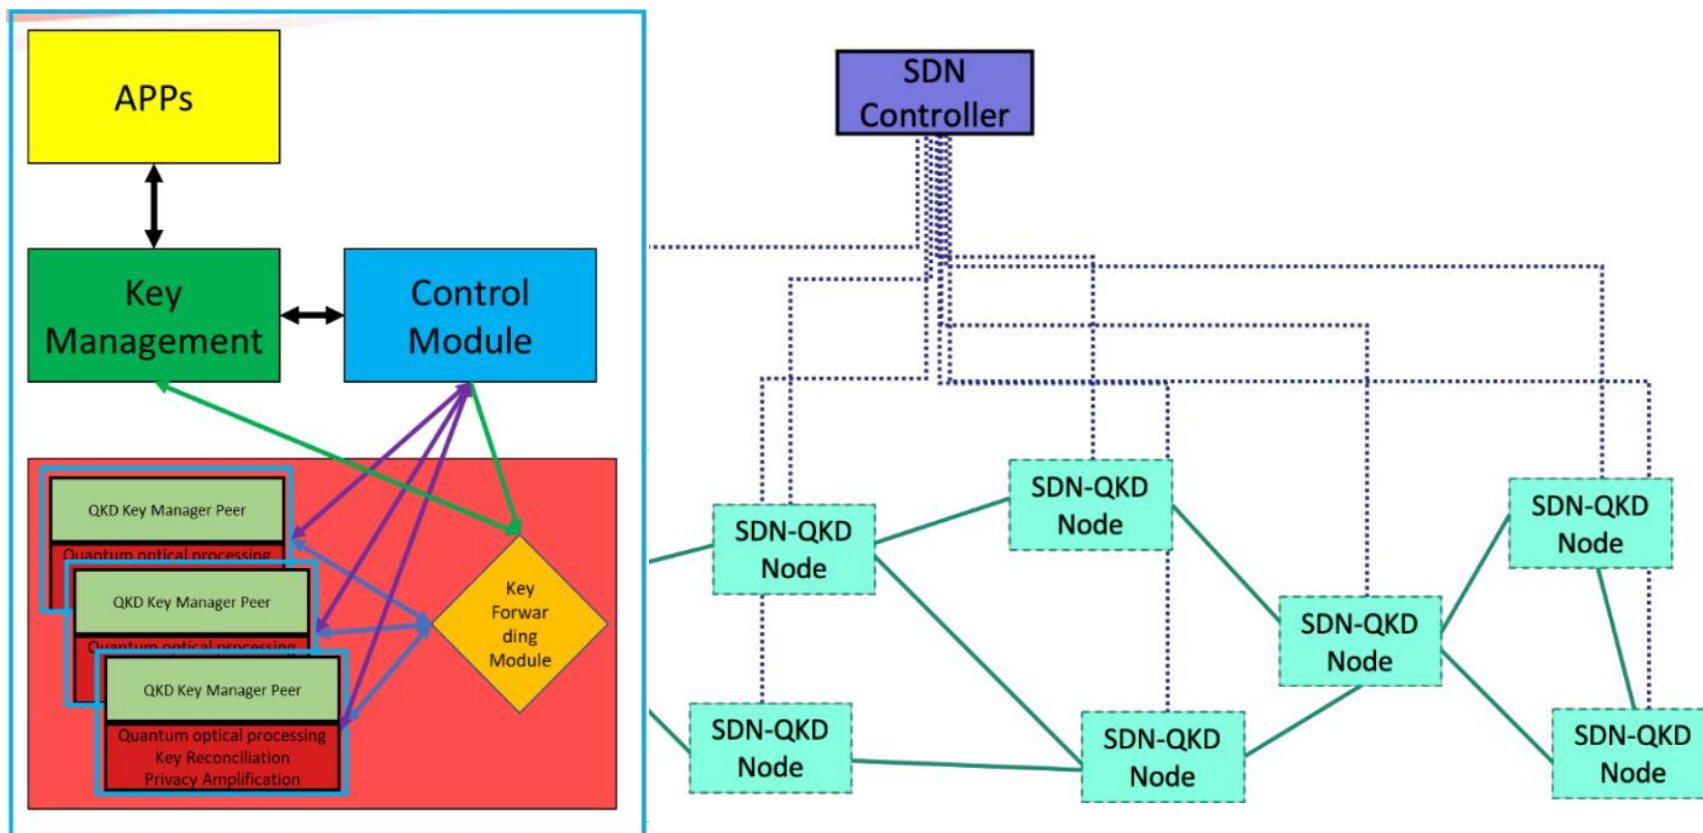 APPs
Key
Management
Control
Module
QKD Key Manager Peer
Quantum optical processing
QKD Key Manager Peer
Quantum optical processing
QKD Key Manager Peer
Quantum optical processing
Key Reconciliation
Privacy Amplification
Key
Forwar
ding
Module
SDN
Controller
SDN-QKD
Node
SDN-QKD
Node
SDN-QKD
Node
SDN-QKD
Node
SDN-QKD
Node
SDN-QKD
Node
SDN-QKD
Node